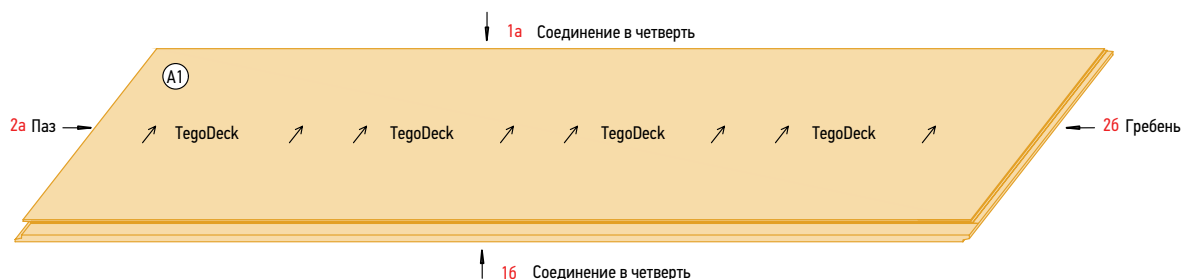 1а Соединение в четверть
А1
2а Паз
TegoDeck TegoDeck TegoDeck TegoDeck
2б Гребень
1б Соединение в четверть